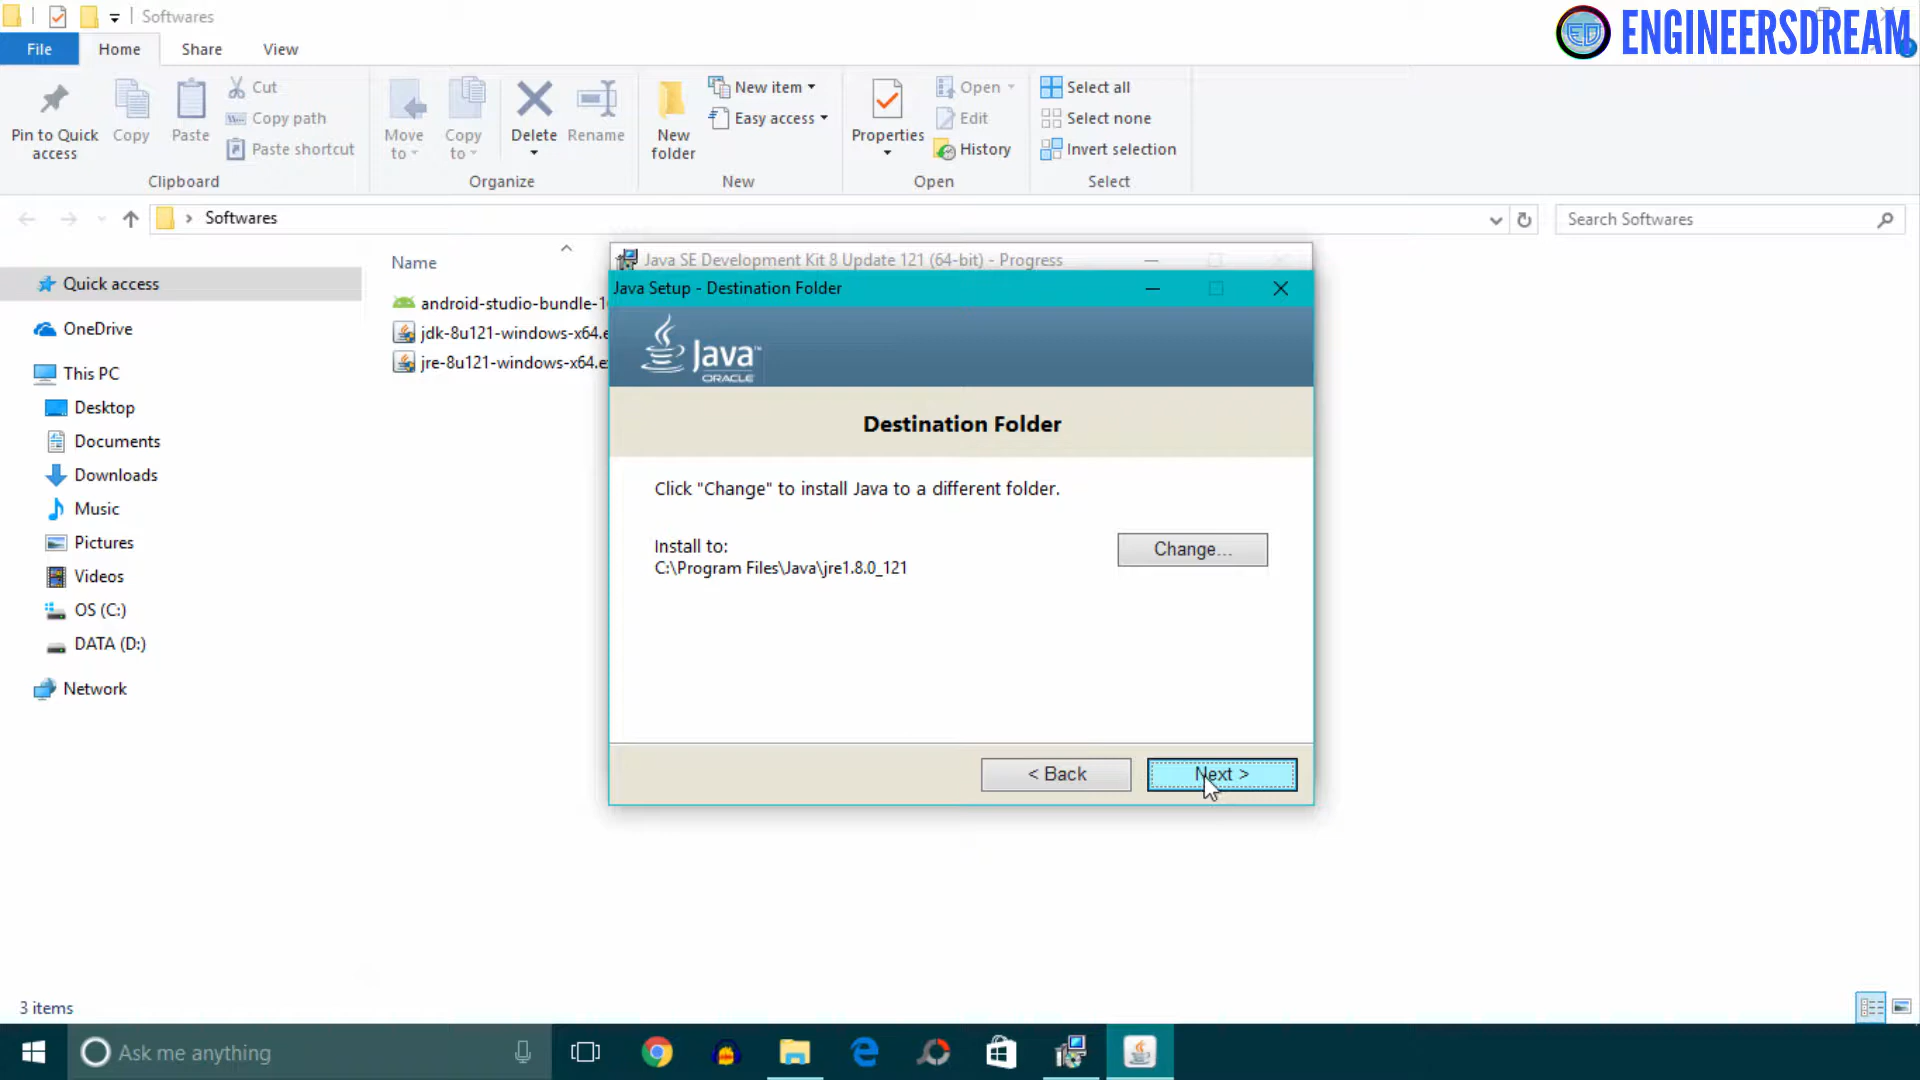 Softwares
ENGINEERSDREAM
File
Home
Share
View
Pin to Quick
access
Copy
Paste
Cut
Copy path
Paste shortcut
Clipboard
Move
to
Copy
to
Delete
Rename
Organize
New
folder
New item
Easy access
New
Properties
Open
Edit
History
Open
Select all
Select none
Invert selection
Select
Softwares
Search Softwares
Quick access
OneDrive
This PC
Desktop
Documents
Downloads
Music
Pictures
Videos
OS (C:)
DATA (D:)
Network
Name
android-studio-bundle-1
jdk-8u121-windows-x64.e
jre-8u121-windows-x64.e
Java SE Development Kit 8 Update 121 (64-bit) - Progress
Java Setup - Destination Folder
Java™
ORACLE
Destination Folder
Click "Change" to install Java to a different folder.
Install to:
C:\Program Files\Java\jre1.8.0_121
Change...
< Back
Next >
3 items
Ask me anything